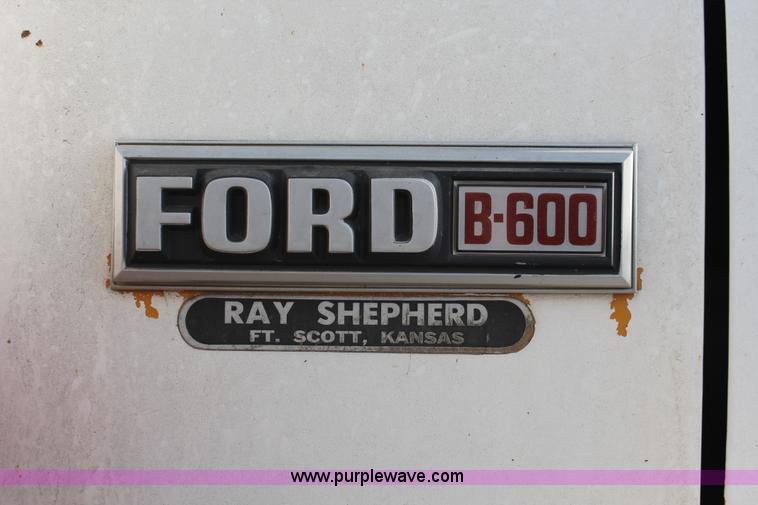 FORD B-600
RAY SHEPHERD
FT. SCOTT, KANSAS
www.purplewave.com